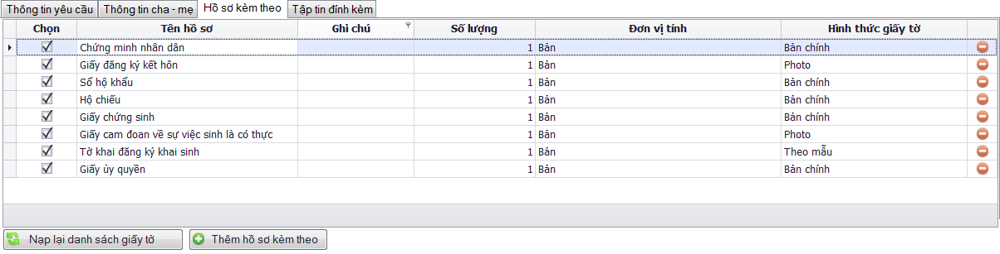 Thông tin yêu cầu Thông tin cha - mẹ Hồ sơ kèm theo Tập tin đính kèm
Chọn Tên hồ sơ Ghi chú Số lượng Đơn vị tính Hình thức giấy tờ
Chứng minh nhân dân 1 Bản Bản chính
Giấy đăng ký kết hôn 1 Bản Photo
Sổ hộ khẩu 1 Bản Bản chính
Hộ chiếu 1 Bản Bản chính
Giấy chứng sinh 1 Bản Bản chính
Giấy cam đoan về sự việc sinh là có thực 1 Bản Photo
Tờ khai đăng ký khai sinh 1 Bản Theo mẫu
Giấy ủy quyền 1 Bản Bản chính
Nạp lại danh sách giấy tờ Thêm hồ sơ kèm theo